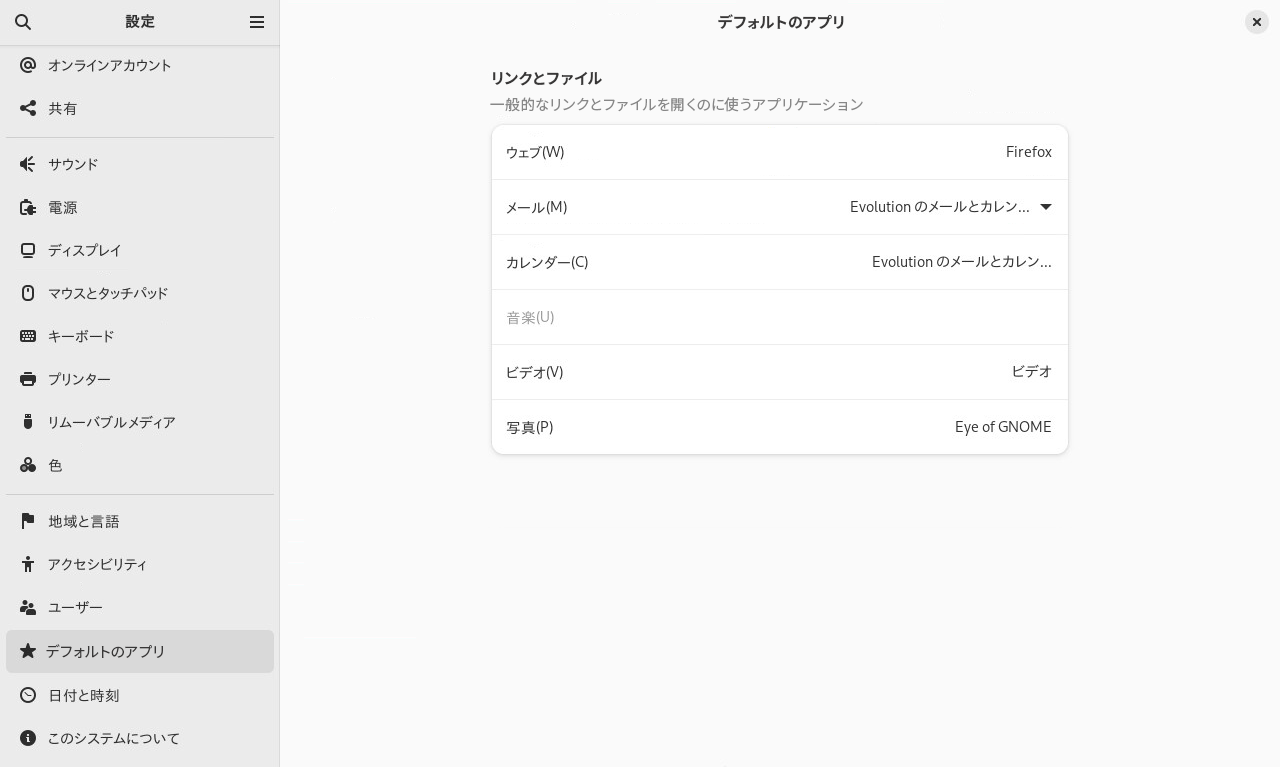 設定
オンラインアカウント
共有
サウンド
電源
ディスプレイ
マウスとタッチパッド
キーボード
プリンター
リムーバブルメディア
色
地域と言語
アクセシビリティ
ユーザー
デフォルトのアプリ
日付と時刻
このシステムについて
デフォルトのアプリ
リンクとファイル
一般的なリンクとファイルを開くのに使うアプリケーション
ウェブ(W) Firefox
メール(M) Evolution のメールとカレン...
カレンダー(C) Evolution のメールとカレン...
音楽(U)
ビデオ(V) ビデオ
写真(P) Eye of GNOME